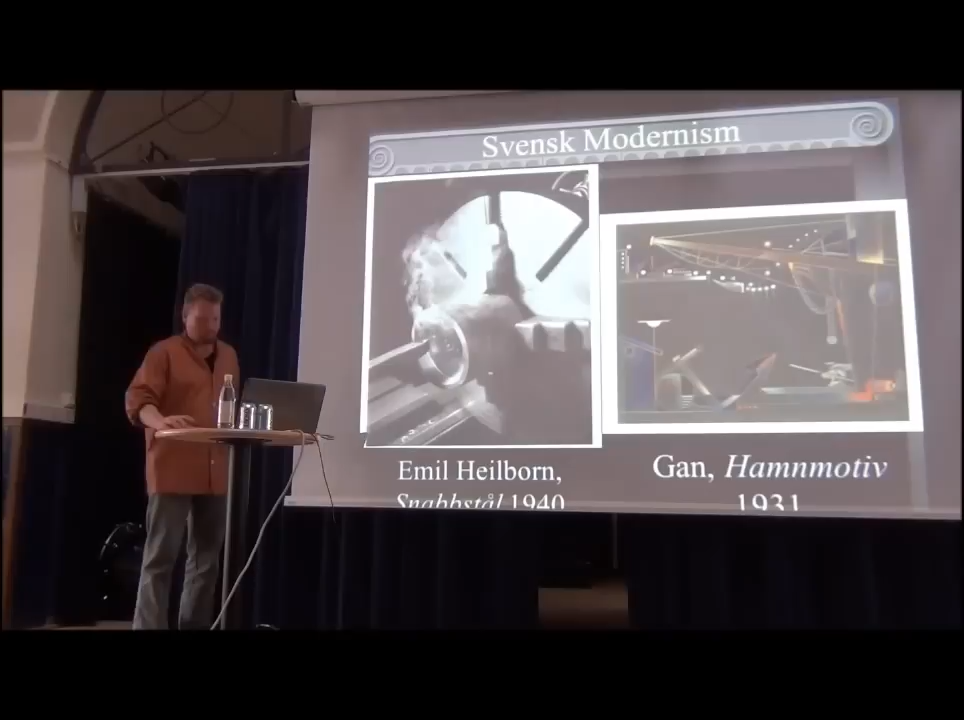 Svensk Modernism
Emil Heilborn,
Snabbstål 1940
Gan, Hamnmotiv
1931